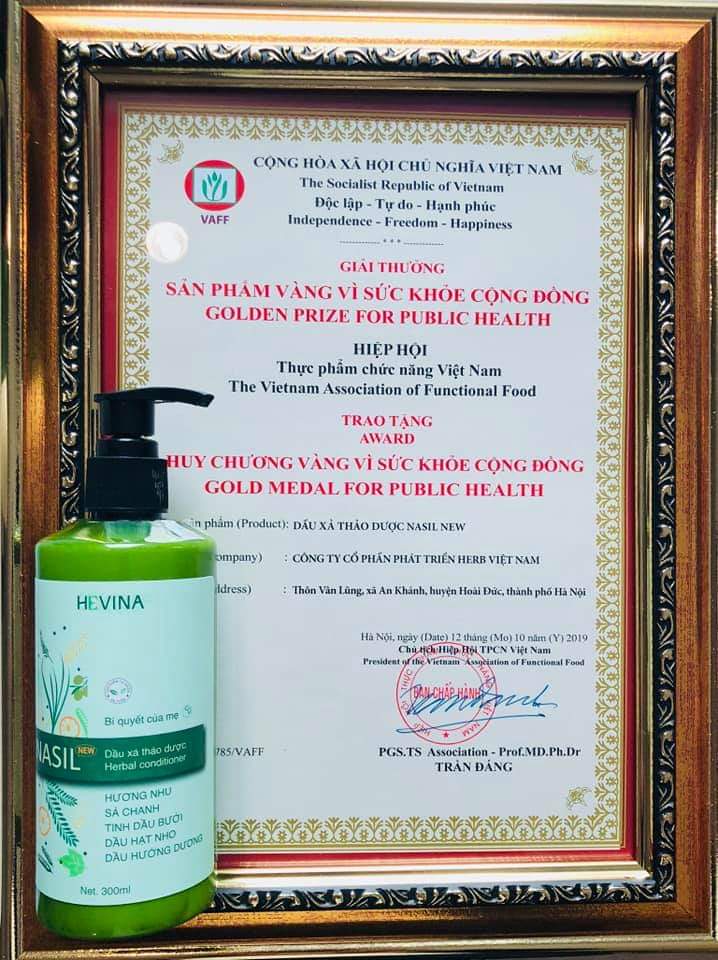 CỘNG HÒA XÃ HỘI CHỦ NGHĨA VIỆT NAM
The Socialist Republic of Vietnam
Độc lập - Tự do - Hạnh phúc
Independence - Freedom - Happiness
VAFF
GIẢI THƯỞNG
SẢN PHẨM VÀNG VÌ SỨC KHỎE CỘNG ĐỒNG
GOLDEN PRIZE FOR PUBLIC HEALTH
HIỆP HỘI
Thực phẩm chức năng Việt Nam
The Vietnam Association of Functional Food
TRAO TẶNG
AWARD
HUY CHƯƠNG VÀNG VÌ SỨC KHỎE CỘNG ĐỒNG
GOLD MEDAL FOR PUBLIC HEALTH
phẩm (Product): DẦU XẢ THẢO DƯỢC NASIL NEW
: CÔNG TY CỔ PHẦN PHÁT TRIỂN HERB VIỆT NAM
: Thôn Vân Lũng, xã An Khánh, huyện Hoài Đức, thành phố Hà Nội
Hà Nội, ngày (Date) 12 tháng (Mo) 10 năm (Y) 2019
Chủ tịch Hiệp Hội TPCN Việt Nam
President of the Vietnam Association of Functional Food
BAN CHẤP HÀNH
785/VAFF
PGS.TS Association - Prof.MD.Ph.Dr
TRẦN ĐÁNG
HEVINA
Bí quyết của mẹ
NASIL NEW
Dầu xả thảo dược
Herbal conditioner
HƯƠNG NHU
SẢ CHANH
TINH DẦU BƯỞI
DẦU HẠT NHO
DẦU HƯỚNG DƯƠNG
Net. 300ml